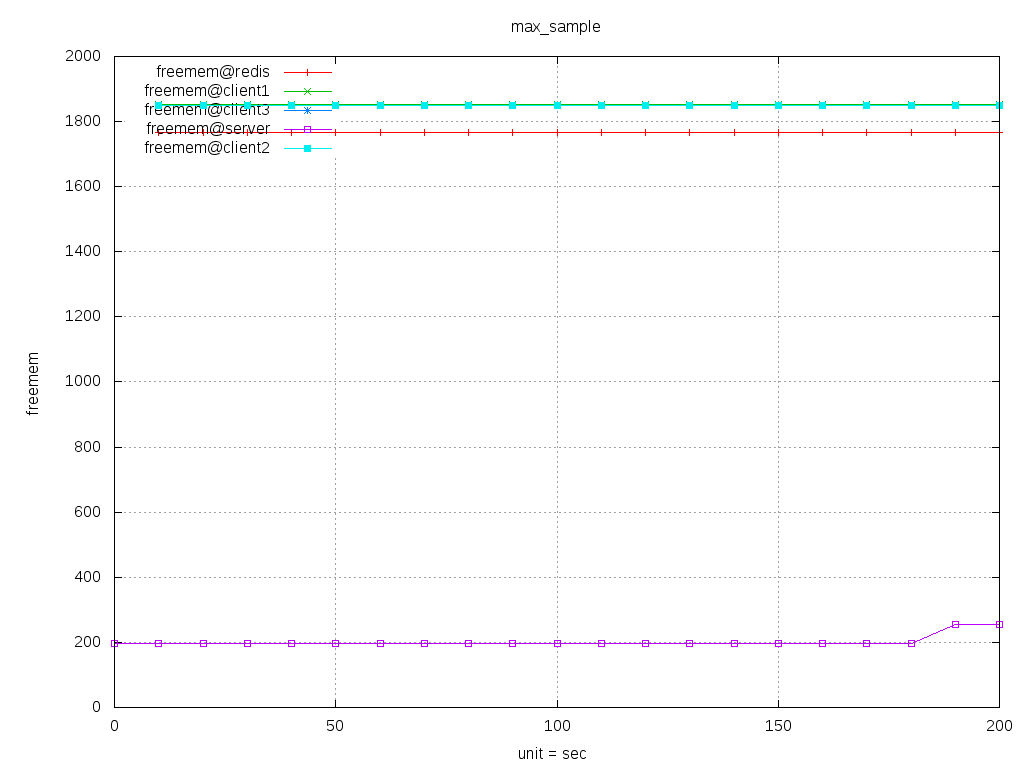 max_sample
2000
1800
1600
1400
1200
1000
800
600
400
200
0
freemem
freemem@redis
freemem@client1
freemem@client3
freemem@server
freemem@client2
0 50 100 150 200
unit = sec